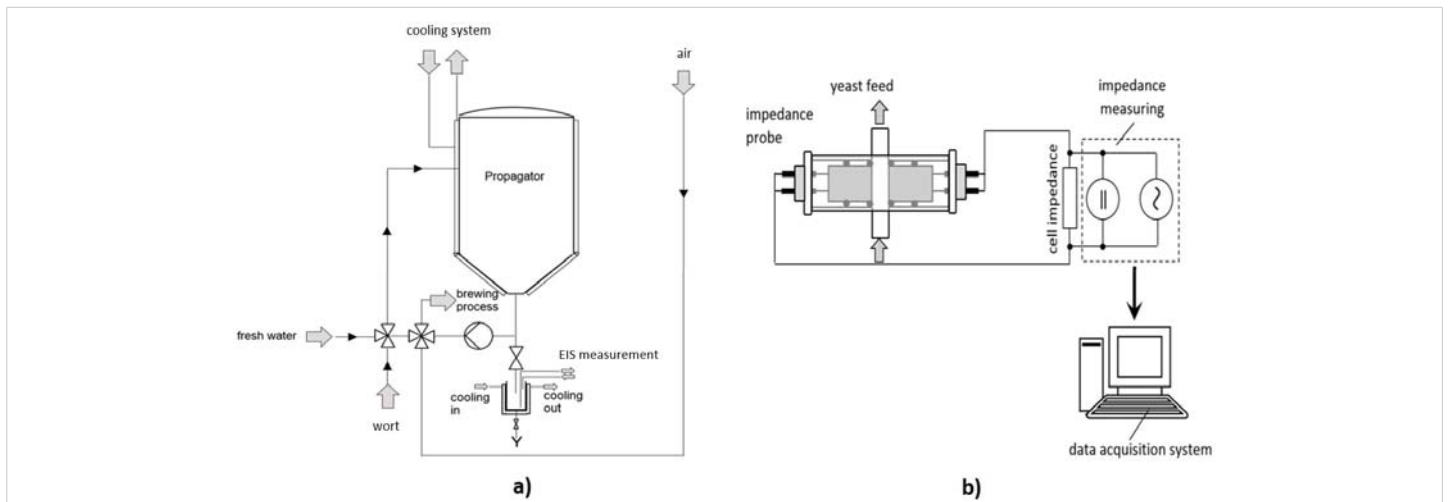 cooling system
air
Propagator
brewing
process
fresh water
EIS measurement
cooling
in
cooling
out
wort
a)
yeast feed
impedance
measuring
impedance
probe
cell impedance
data acquisition system
b)